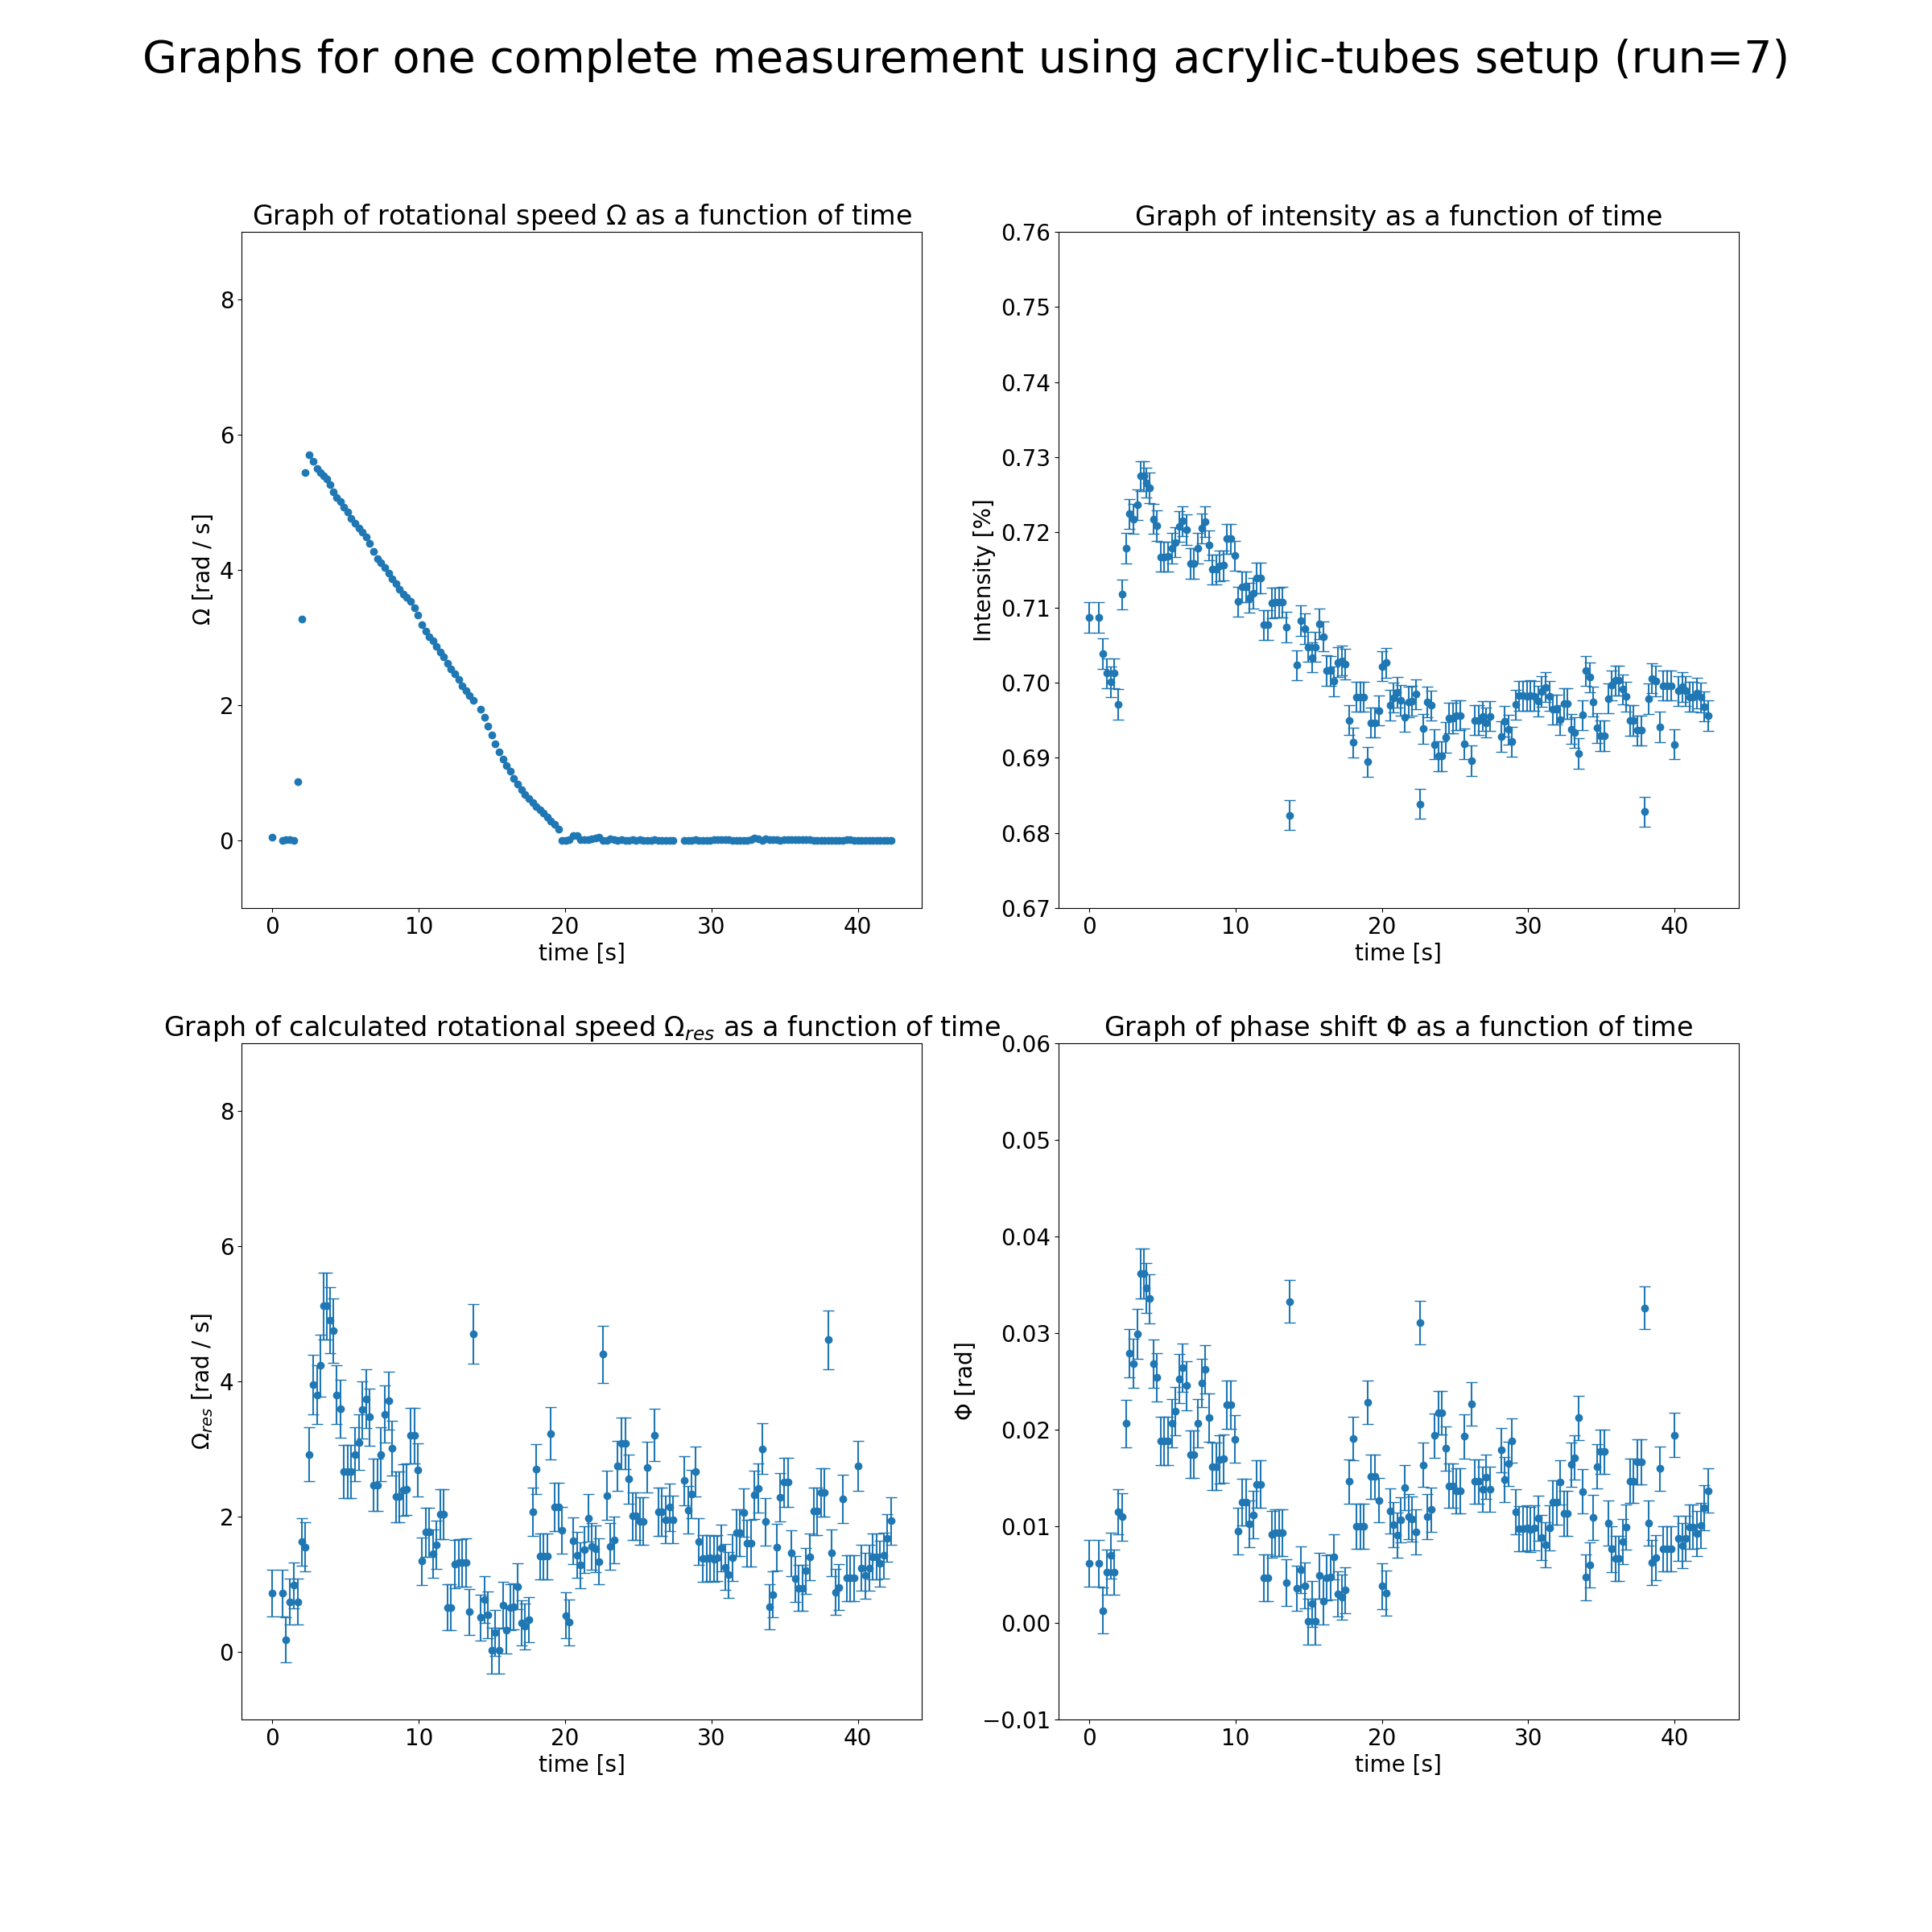 Graphs for one complete measurement using acrylic-tubes setup (run=7)
Graph of rotational speed Ω as a function of time
8
6
4
2
0
Ω [rad / s]
0 10 20 30 40
time [s]
Graph of intensity as a function of time
0.76
0.75
0.74
0.73
0.72
0.71
0.70
0.69
0.68
0.67
Intensity [%]
0 10 20 30 40
time [s]
Graph of calculated rotational speed Ωres as a function of time
8
6
4
2
0
Ωres [rad / s]
0 10 20 30 40
time [s]
Graph of phase shift Φ as a function of time
0.06
0.05
0.04
0.03
0.02
0.01
0.00
−0.01
Φ [rad]
0 10 20 30 40
time [s]